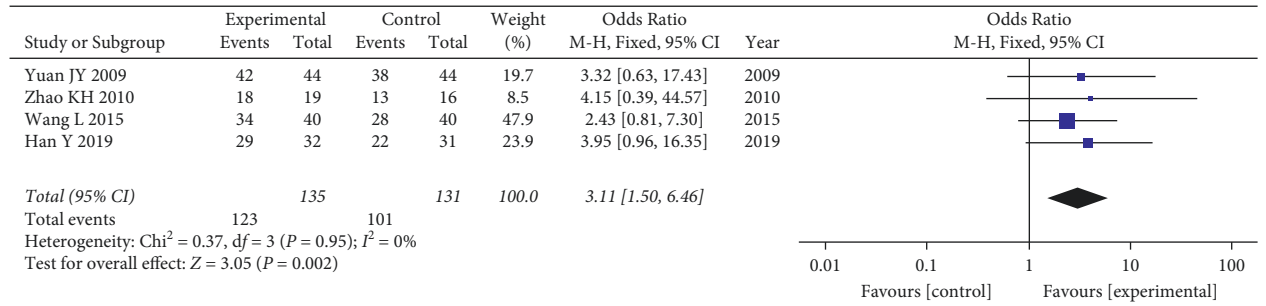 Experimental Control Weight Odds Ratio Odds Ratio
Study or Subgroup Events Total Events Total (%) M-H, Fixed, 95% CI Year M-H, Fixed, 95% CI
Yuan JY 2009 42 44 38 44 19.7 3.32 [0.63, 17.43] 2009
Zhao KH 2010 18 19 13 16 8.5 4.15 [0.39, 44.57] 2010
Wang L 2015 34 40 28 40 47.9 2.43 [0.81, 7.30] 2015
Han Y 2019 29 32 22 31 23.9 3.95 [0.96, 16.35] 2019
Total (95% CI) 135 131 100.0 3.11 [1.50, 6.46]
Total events 123 101
Heterogeneity: Chi² = 0.37, df = 3 (P = 0.95); I² = 0%
Test for overall effect: Z = 3.05 (P = 0.002)
0.01 0.1 1 10 100
Favours [control] Favours [experimental]